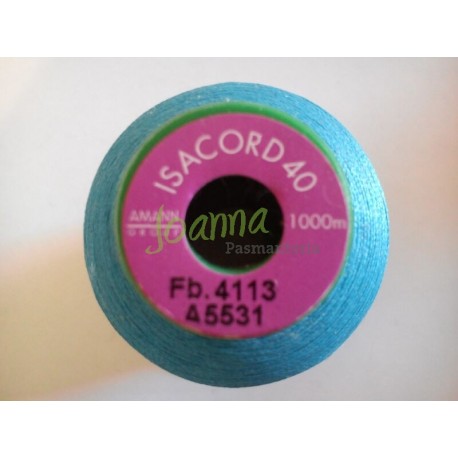 ISACORD 40
AMANN
GROUP
1000m
Joanna
Pasmanteria
Fb.4113
A5531